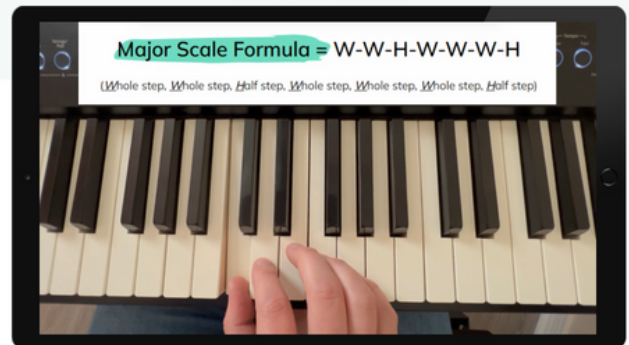 Major Scale Formula = W-W-H-W-W-W-H
(Whole step, Whole step, Half step, Whole step, Whole step, Whole step, Half step)